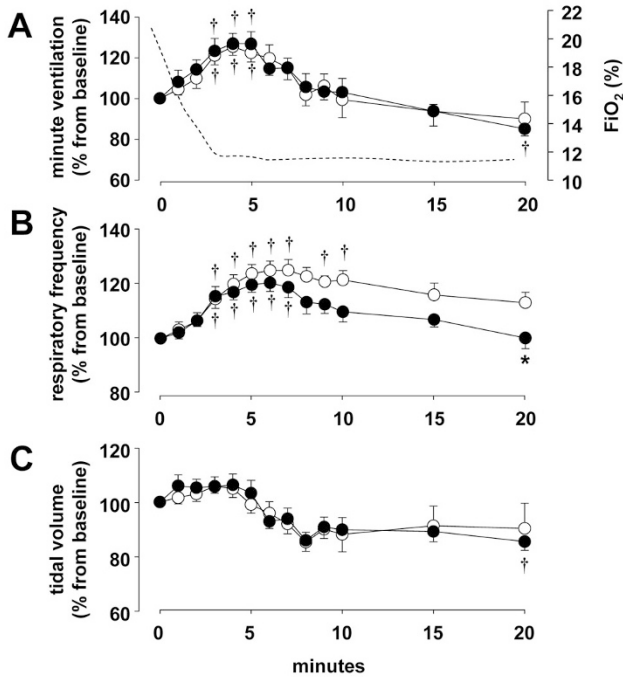 A
minute ventilation
(% from baseline)
140
120
100
80
60
† † †
† † †
†
22
20
18
16
14
12
10
FiO2 (%)
0 5 10 15 20
B
respiratory frequency
(% from baseline)
140
120
100
80
† † † † † † †
† † † † †
*
0 5 10 15 20
C
tidal volume
(% from baseline)
120
100
80
60
†
0 5 10 15 20
minutes